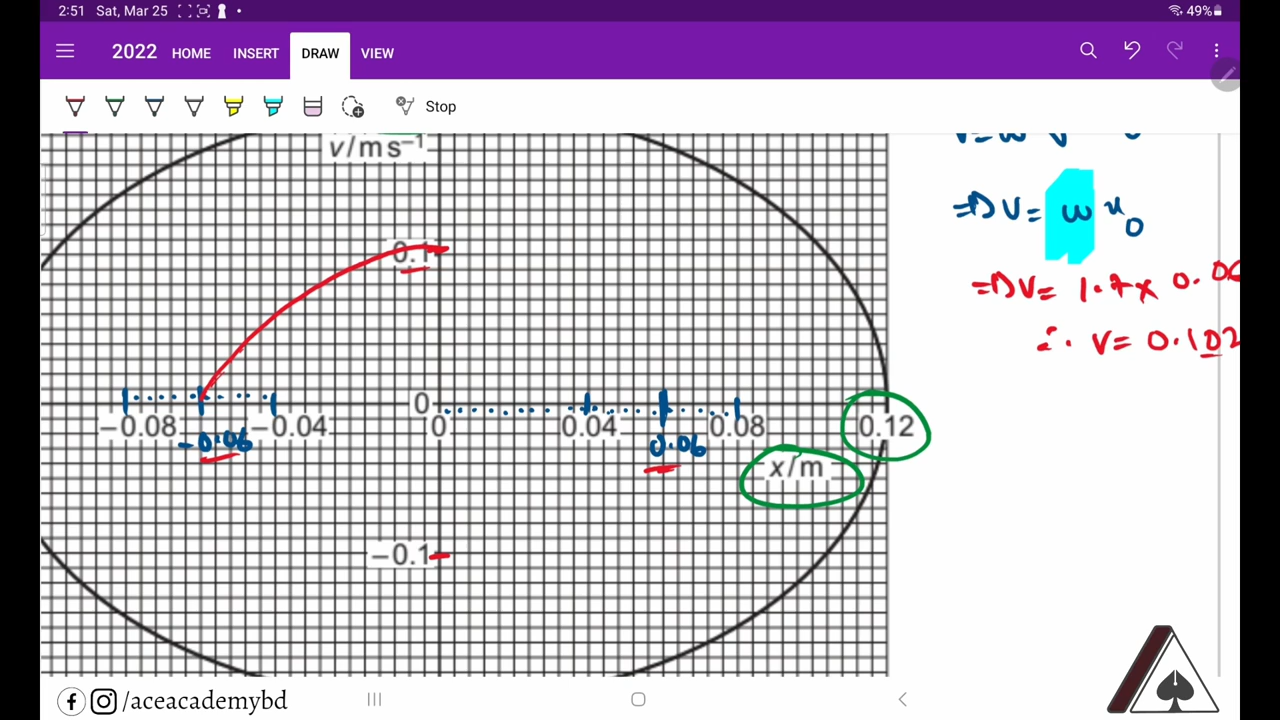 2:51 Sat, Mar 25
49%
2022 HOME INSERT DRAW VIEW
Stop
v/m s⁻¹
0.1
0
-0.08 -0.04 0 0.04 0.08 0.12
-0.06 0.06
x/m
-0.1
⇒ V = ω x₀
⇒ V = 1.7 x 0.0
∴ V = 0.102
/aceacademybd